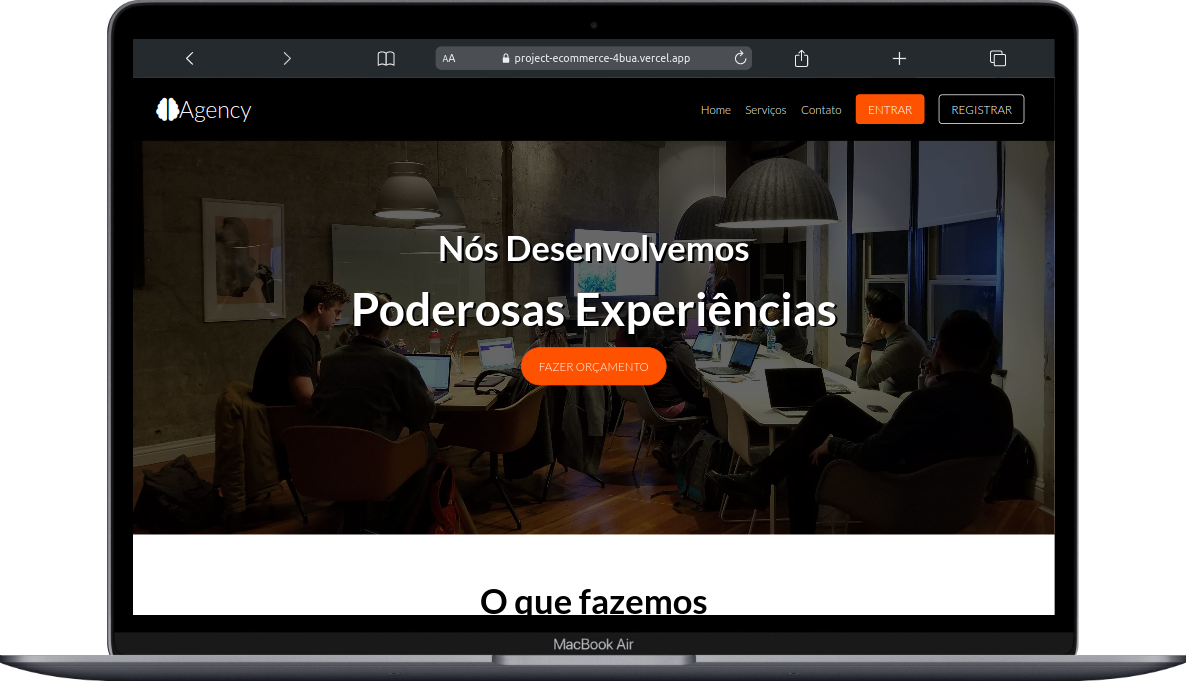 AA
project-ecommerce-4bua.vercel.app
Agency
Home
Serviços
Contato
ENTRAR
REGISTRAR
Nós Desenvolvemos
Poderosas Experiências
FAZER ORÇAMENTO
O que fazemos
MacBook Air